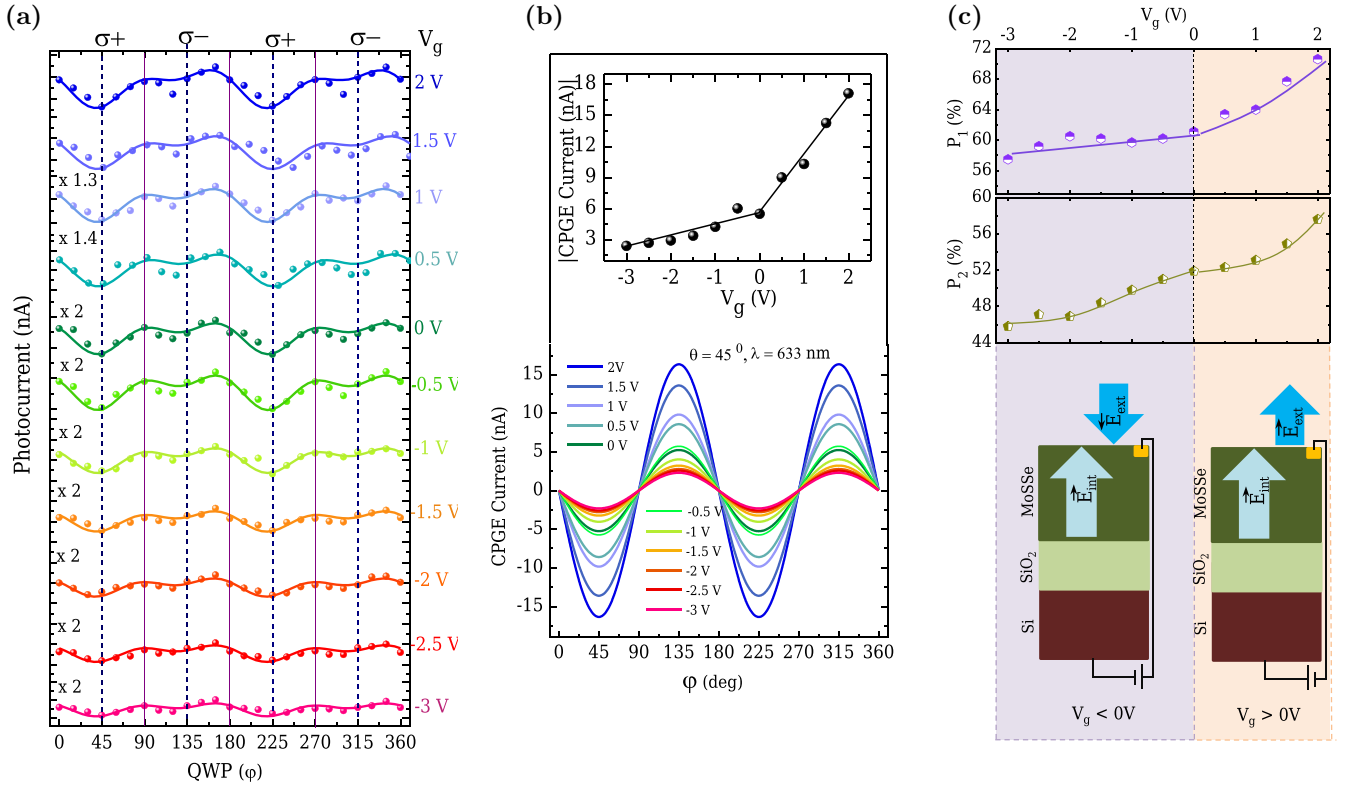 (a)
σ+ σ− σ+ σ− Vg
2 V
1.5 V
x 1.3
1 V
x 1.4
0.5 V
x 2
0 V
x 2
-0.5 V
x 2
-1 V
x 2
-1.5 V
x 2
-2 V
x 2
-2.5 V
x 2
-3 V
Photocurrent (nA)
0 45 90 135 180 225 270 315 360
QWP (φ)
(b)
|CPGE Current (nA)|
18
15
12
9
6
3
-3 -2 -1 0 1 2
Vg (V)
θ = 45 ⁰, λ = 633 nm
2V
1.5 V
1 V
0.5 V
0 V
-0.5 V
-1 V
-1.5 V
-2 V
-2.5 V
-3 V
CPGE Current (nA)
15
10
5
0
-5
-10
-15
0 45 90 135 180 225 270 315 360
φ (deg)
(c)
Vg (V)
-3 -2 -1 0 1 2
P₁ (%)
72
68
64
60
56
P₂ (%)
60
56
52
48
44
E⃗ext
E⃗int
MoSSe
SiO₂
Si
Vg < 0V
E⃗ext
E⃗int
MoSSe
SiO₂
Si
Vg > 0V